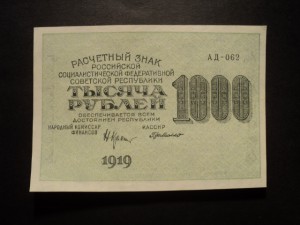 РАСЧЕТНЫЙ ЗНАК
РОССИЙСКОЙ
СОЦИАЛИСТИЧЕСКОЙ ФЕДЕРАТИВНОЙ
СОВЕТСКОЙ РЕСПУБЛИКИ
АД-062
ТЫСЯЧА
РУБЛЕЙ
1000
ОБЕСПЕЧИВАЕТСЯ ВСЕМ
ДОСТОЯНИЕМ РЕСПУБЛИКИ
НАРОДНЫЙ КОМИССАР
ФИНАНСОВ
КАССИР
1919